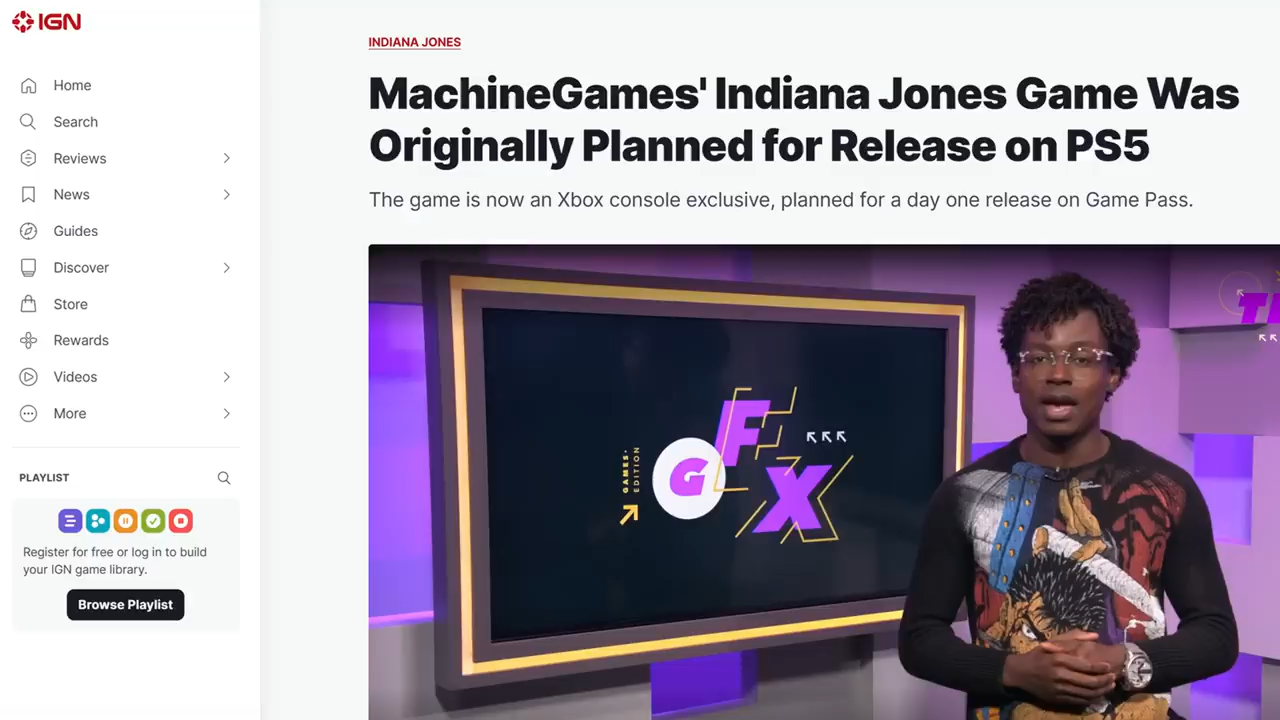 IGN
Home
Search
Reviews
News
Guides
Discover
Store
Rewards
Videos
More
PLAYLIST
Register for free or log in to build
your IGN game library.
Browse Playlist
INDIANA JONES
MachineGames' Indiana Jones Game Was
Originally Planned for Release on PS5
The game is now an Xbox console exclusive, planned for a day one release on Game Pass.
GAMES·
EDITION
G
F
X